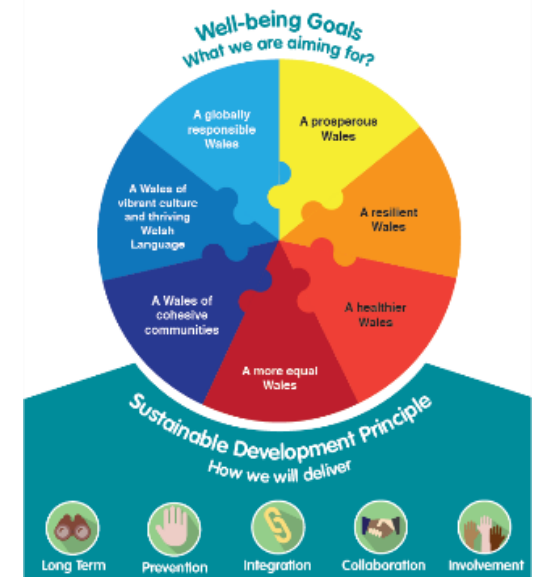 Well-being Goals
What we are aiming for?
A globally
responsible
Wales
A prosperous
Wales
A Wales of
vibrant culture
and thriving
Welsh
Language
A resilient
Wales
A Wales of
cohesive
communities
A healthier
Wales
A more equal
Wales
Sustainable Development Principle
How we will deliver
Long Term
Prevention
Integration
Collaboration
Involvement